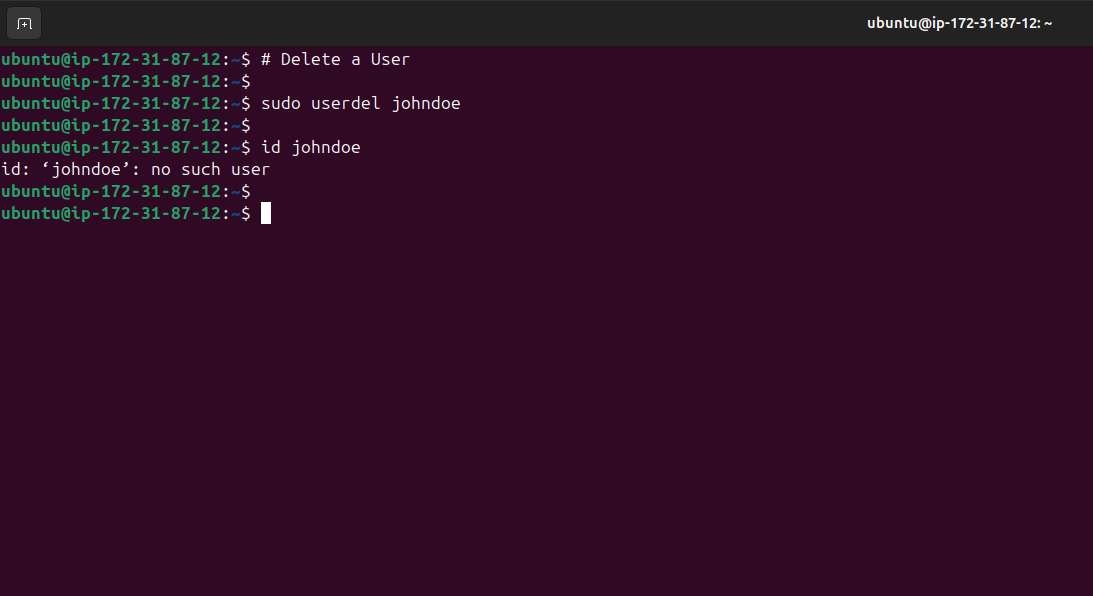 ubuntu@ip-172-31-87-12: ~
ubuntu@ip-172-31-87-12:~$ # Delete a User
ubuntu@ip-172-31-87-12:~$
ubuntu@ip-172-31-87-12:~$ sudo userdel johndoe
ubuntu@ip-172-31-87-12:~$
ubuntu@ip-172-31-87-12:~$ id johndoe
id: ‘johndoe’: no such user
ubuntu@ip-172-31-87-12:~$
ubuntu@ip-172-31-87-12:~$